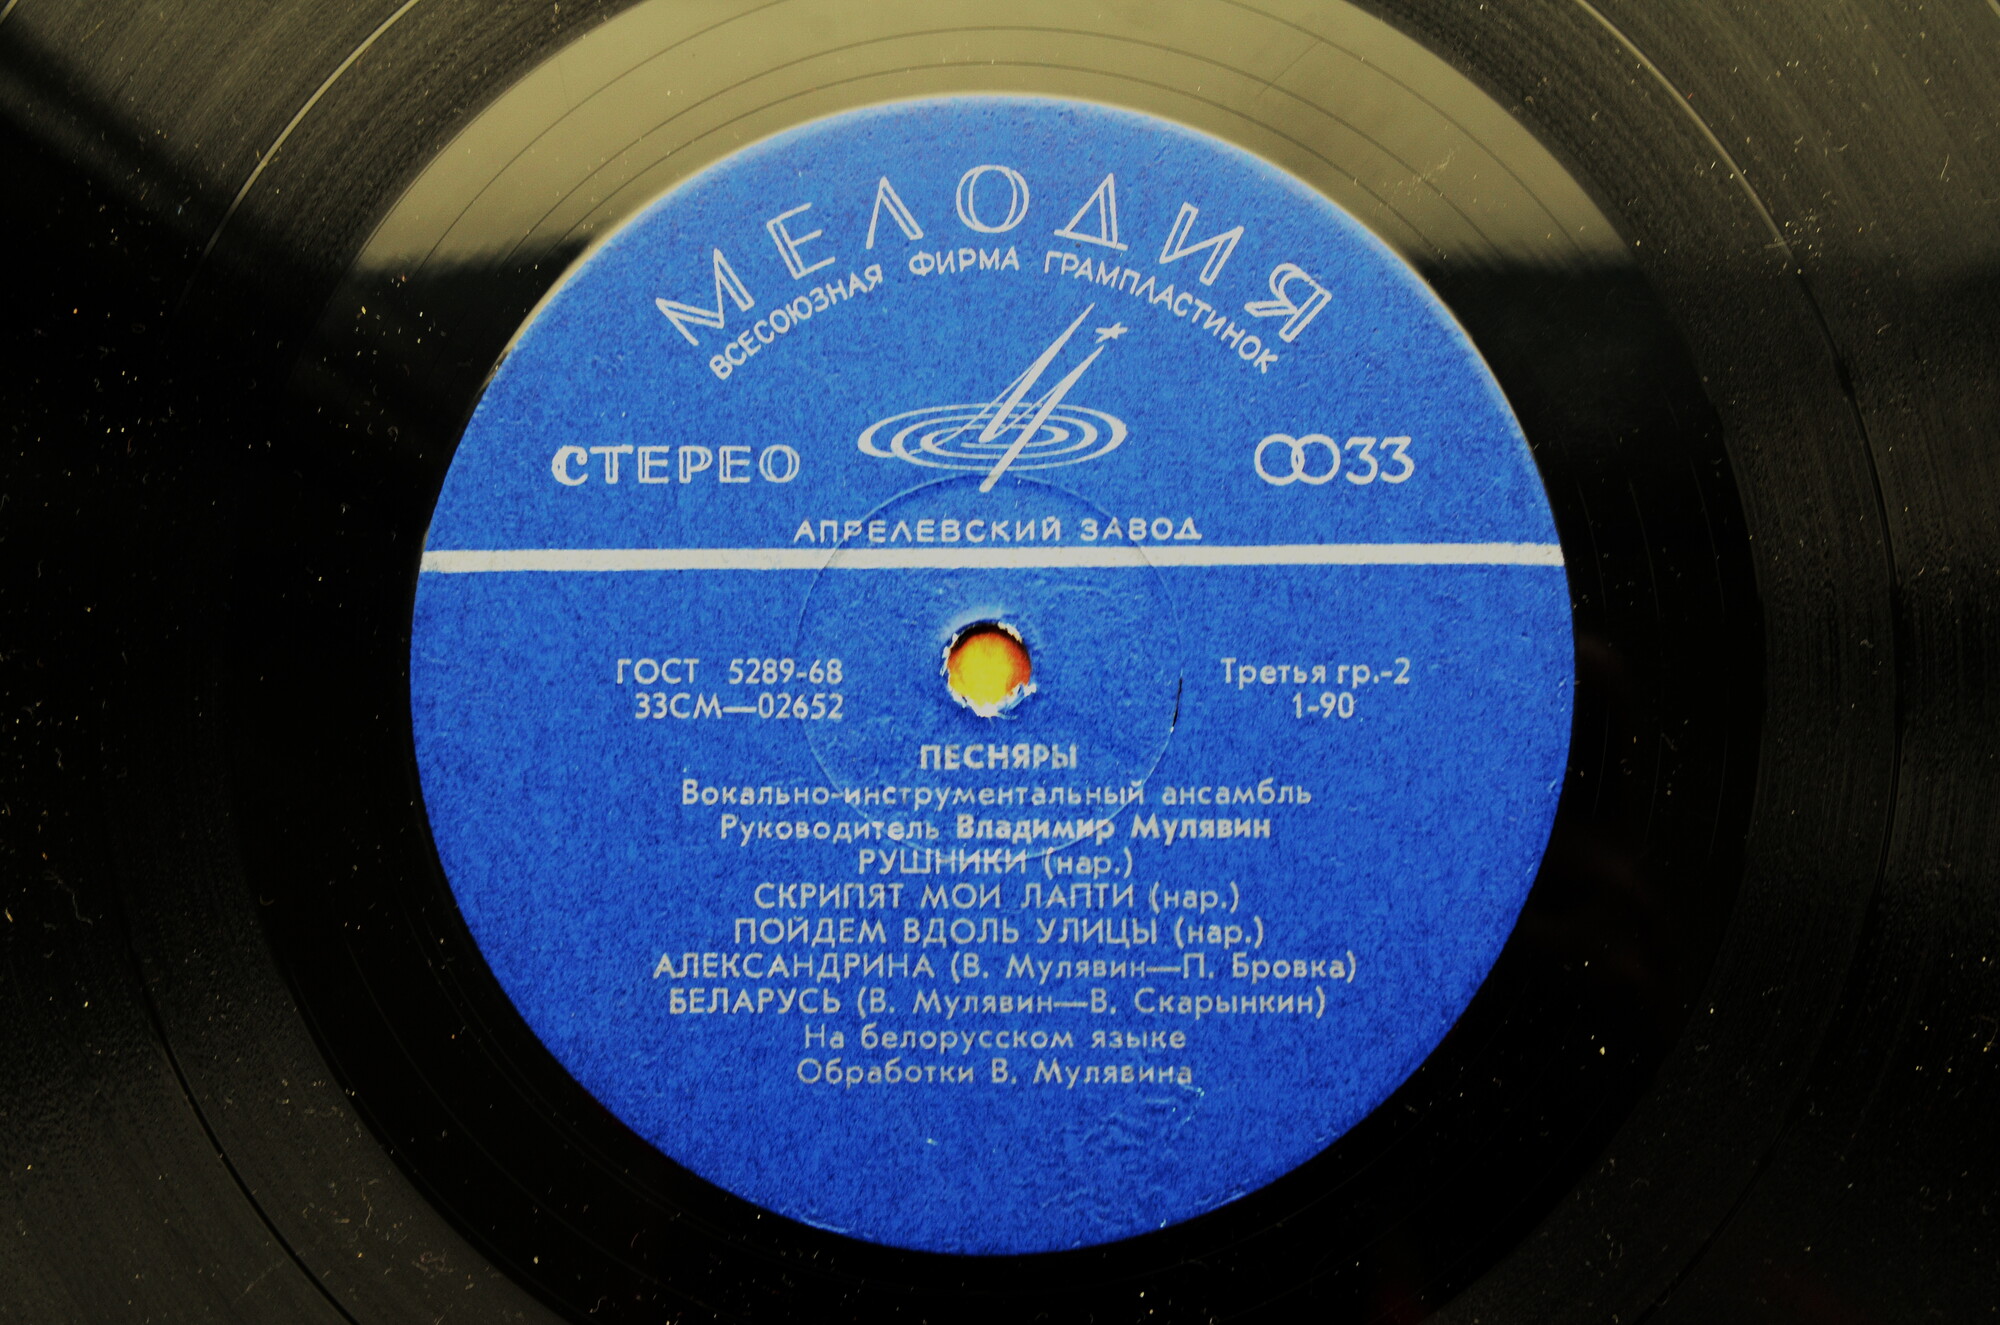 МЕЛОДИЯ
ВСЕСОЮЗНАЯ ФИРМА ГРАМПЛАСТИНОК
СТЕРЕО 33
АПРЕЛЕВСКИЙ ЗАВОД
ГОСТ 5289-68 Третья гр.-2
33СМ—02652 1-90
ПЕСНЯРЫ
Вокально-инструментальный ансамбль
Руководитель Владимир Мулявин
РУШНИКИ (нар.)
СКРИПЯТ МОИ ЛАПТИ (нар.)
ПОЙДЕМ ВДОЛЬ УЛИЦЫ (нар.)
АЛЕКСАНДРИНА (В. Мулявин—П. Бровка)
БЕЛАРУСЬ (В. Мулявин—В. Скарынкин)
На белорусском языке
Обработки В. Мулявина